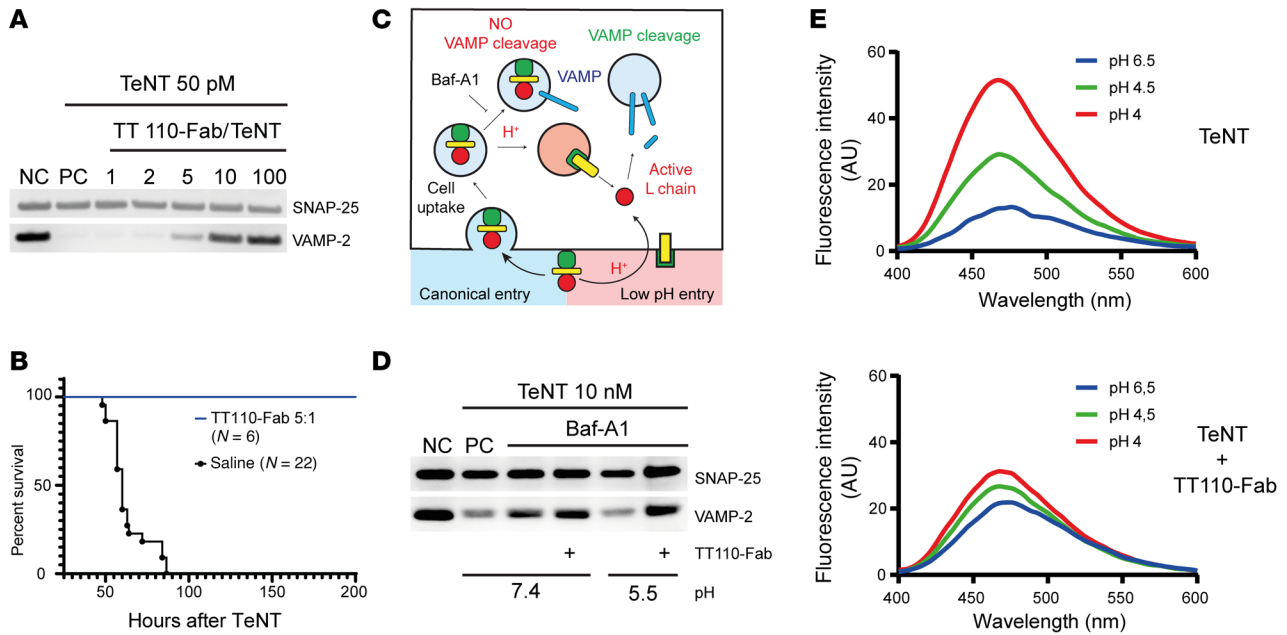 A
TeNT 50 pM
TT 110-Fab/TeNT
NC PC 1 2 5 10 100
SNAP-25
VAMP-2
B
Percent survival
100
50
0
50 100 150 200
Hours after TeNT
TT110-Fab 5:1
(N = 6)
Saline (N = 22)
C
NO
VAMP cleavage
VAMP cleavage
Baf-A1
VAMP
H+
Cell
uptake
Active
L chain
H+
Canonical entry
Low pH entry
D
TeNT 10 nM
Baf-A1
NC PC
SNAP-25
VAMP-2
+ + TT110-Fab
7.4 5.5 pH
E
Fluorescence intensity
(AU)
60
40
20
0
400 450 500 550 600
Wavelength (nm)
pH 6.5
pH 4.5
pH 4
TeNT
Fluorescence intensity
(AU)
60
40
20
0
400 450 500 550 600
Wavelength (nm)
pH 6,5
pH 4,5
pH 4
TeNT
+
TT110-Fab